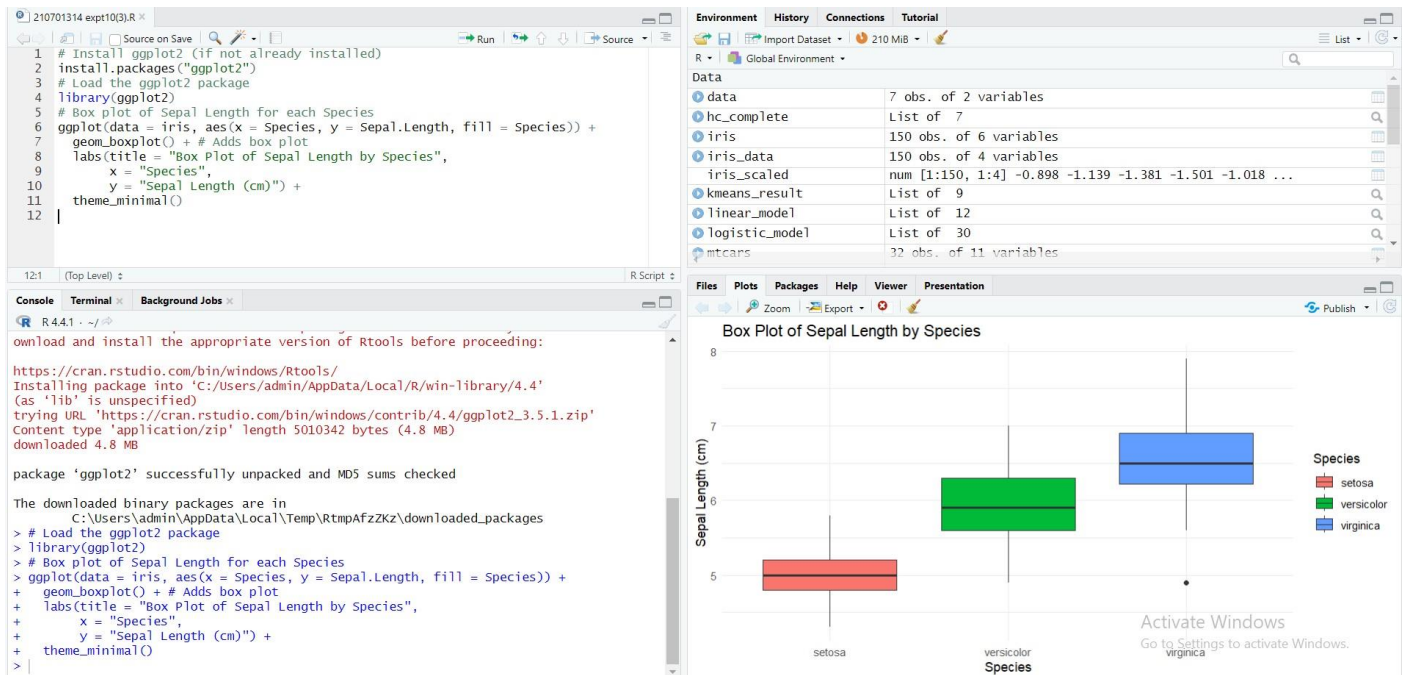 210701314 expt10(3).R
Source on Save
Run
Source
1 # Install ggplot2 (if not already installed)
2 install.packages("ggplot2")
3 # Load the ggplot2 package
4 library(ggplot2)
5 # Box plot of Sepal Length for each Species
6 ggplot(data = iris, aes(x = Species, y = Sepal.Length, fill = Species)) +
7 geom_boxplot() + # Adds box plot
8 labs(title = "Box Plot of Sepal Length by Species",
9 x = "Species",
10 y = "Sepal Length (cm)") +
11 theme_minimal()
12
12:1 (Top Level) R Script
Console Terminal Background Jobs
R 4.4.1 · ~/
ownload and install the appropriate version of Rtools before proceeding:
https://cran.rstudio.com/bin/windows/Rtools/
Installing package into ‘C:/Users/admin/AppData/Local/R/win-library/4.4’
(as ‘lib’ is unspecified)
trying URL 'https://cran.rstudio.com/bin/windows/contrib/4.4/ggplot2_3.5.1.zip'
Content type 'application/zip' length 5010342 bytes (4.8 MB)
downloaded 4.8 MB
package ‘ggplot2’ successfully unpacked and MD5 sums checked
The downloaded binary packages are in
C:\Users\admin\AppData\Local\Temp\RtmpAfzZKz\downloaded_packages
> # Load the ggplot2 package
> library(ggplot2)
> # Box plot of Sepal Length for each Species
> ggplot(data = iris, aes(x = Species, y = Sepal.Length, fill = Species)) +
+ geom_boxplot() + # Adds box plot
+ labs(title = "Box Plot of Sepal Length by Species",
+ x = "Species",
+ y = "Sepal Length (cm)") +
+ theme_minimal()
>
Environment History Connections Tutorial
Import Dataset 210 MiB List
R Global Environment
Data
data 7 obs. of 2 variables
hc_complete List of 7
iris 150 obs. of 6 variables
iris_data 150 obs. of 4 variables
iris_scaled num [1:150, 1:4] -0.898 -1.139 -1.381 -1.501 -1.018 ...
kmeans_result List of 9
linear_model List of 12
logistic_model List of 30
mtcars 32 obs. of 11 variables
Files Plots Packages Help Viewer Presentation
Zoom Export Publish
Box Plot of Sepal Length by Species
8
7
6
5
Sepal Length (cm)
setosa versicolor virginica
Species
Species
setosa
versicolor
virginica
Activate Windows
Go to Settings to activate Windows.